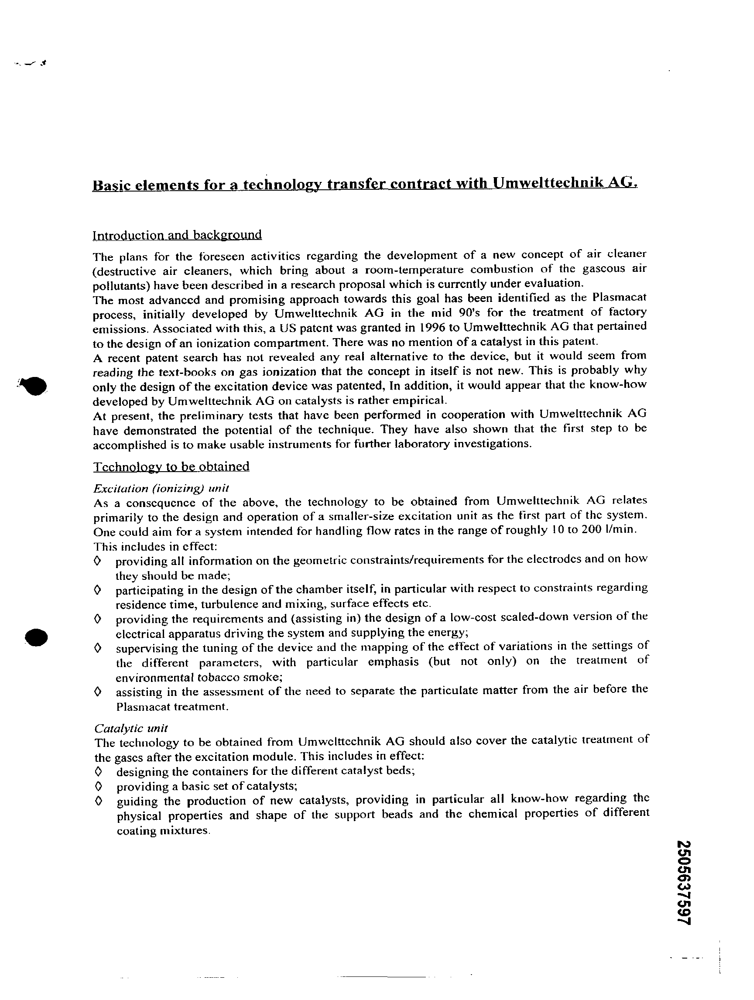 Basic elements for a technology transfer contract with Umwelttechnik AG.
Introduction and background
The plans for the foreseen activities regarding the development of a new concept of air cleaner
(destructive air cleaners, which bring about a room-temperature combustion of the gaseous air
pollutants) have been described in a research proposal which is currently under evaluation.
The most advanced and promising approach towards this goal has been identified as the Plasmacat
process, initially developed by Umwelttechnik AG in the mid 90's for the treatment of factory
emissions. Associated with this, a US patent was granted in 1996 to Umwelttechnik AG that pertained
to the design of an ionization compartment. There was no mention of a catalyst in this patent.
A recent patent search has not revealed any real alternative to the device, but it would seem from
reading the text-books on gas ionization that the concept in itself is not new. This is probably why
only the design of the excitation device was patented, In addition, it would appear that the know-how
developed by Umwelttechnik AG on catalysts is rather empirical.
At present, the preliminary tests that have been performed in cooperation with Umwelttechnik AG
have demonstrated the potential of the technique. They have also shown that the first step to be
accomplished is to make usable instruments for further laboratory investigations.
Technology to be obtained
Excitation (ionizing) unit
As a consequence of the above, the technology to be obtained from Umwelttechnik AG relates
primarily to the design and operation of a smaller-size excitation unit as the first part of the system.
One could aim for a system intended for handling flow rates in the range of roughly 10 to 200 l/min.
This includes in effect:
◊ providing all information on the geometric constraints/requirements for the electrodes and on how
they should be made;
◊ participating in the design of the chamber itself, in particular with respect to constraints regarding
residence time, turbulence and mixing, surface effects etc.
◊ providing the requirements and (assisting in) the design of a low-cost scaled-down version of the
electrical apparatus driving the system and supplying the energy;
◊ supervising the tuning of the device and the mapping of the effect of variations in the settings of
the different parameters, with particular emphasis (but not only) on the treatment of
environmental tobacco smoke;
◊ assisting in the assessment of the need to separate the particulate matter from the air before the
Plasmacat treatment.
Catalytic unit
The technology to be obtained from Umwelttechnik AG should also cover the catalytic treatment of
the gases after the excitation module. This includes in effect:
◊ designing the containers for the different catalyst beds;
◊ providing a basic set of catalysts;
◊ guiding the production of new catalysts, providing in particular all know-how regarding the
physical properties and shape of the support beads and the chemical properties of different
coating mixtures.
2505637597